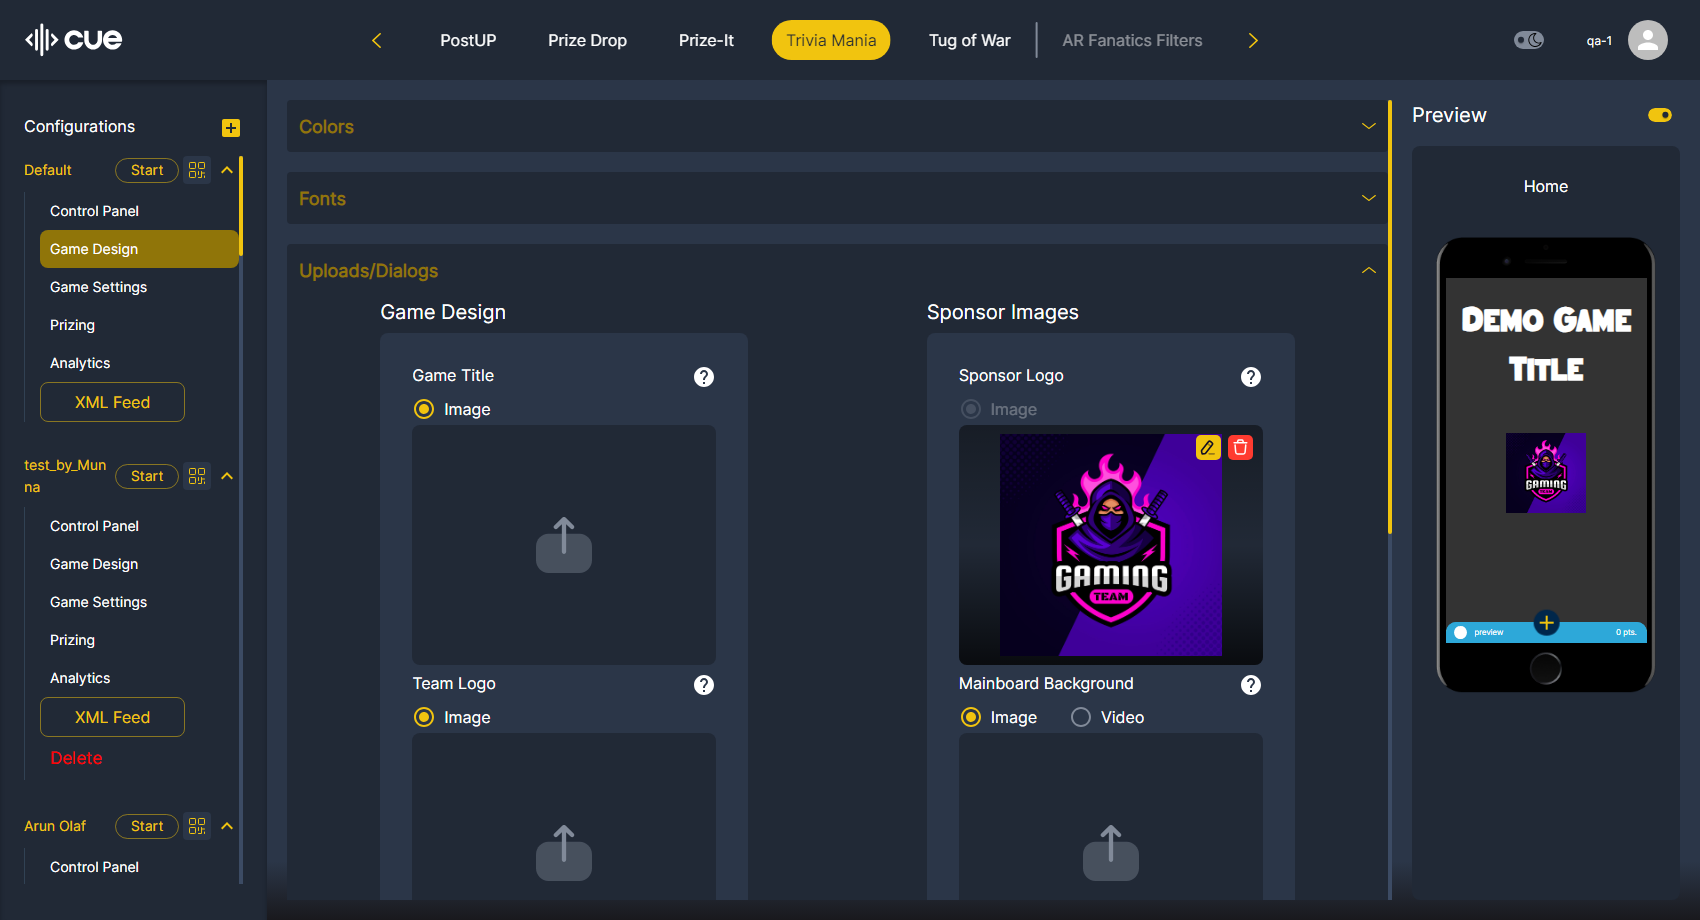 cue
PostUP
Prize Drop
Prize-It
Trivia Mania
Tug of War
AR Fanatics Filters
qa-1
Configurations
Default
Start
Control Panel
Game Design
Game Settings
Prizing
Analytics
XML Feed
test_by_Mun
na
Start
Control Panel
Game Design
Game Settings
Prizing
Analytics
XML Feed
Delete
Arun Olaf
Start
Control Panel
Colors
Fonts
Uploads/Dialogs
Game Design
Game Title
?
Image
Team Logo
?
Image
Sponsor Images
Sponsor Logo
?
Image
GAMING
TEAM
Mainboard Background
?
Image
Video
Preview
Home
DEMO GAME
TITLE
GAMING
TEAM
preview
0 pts.